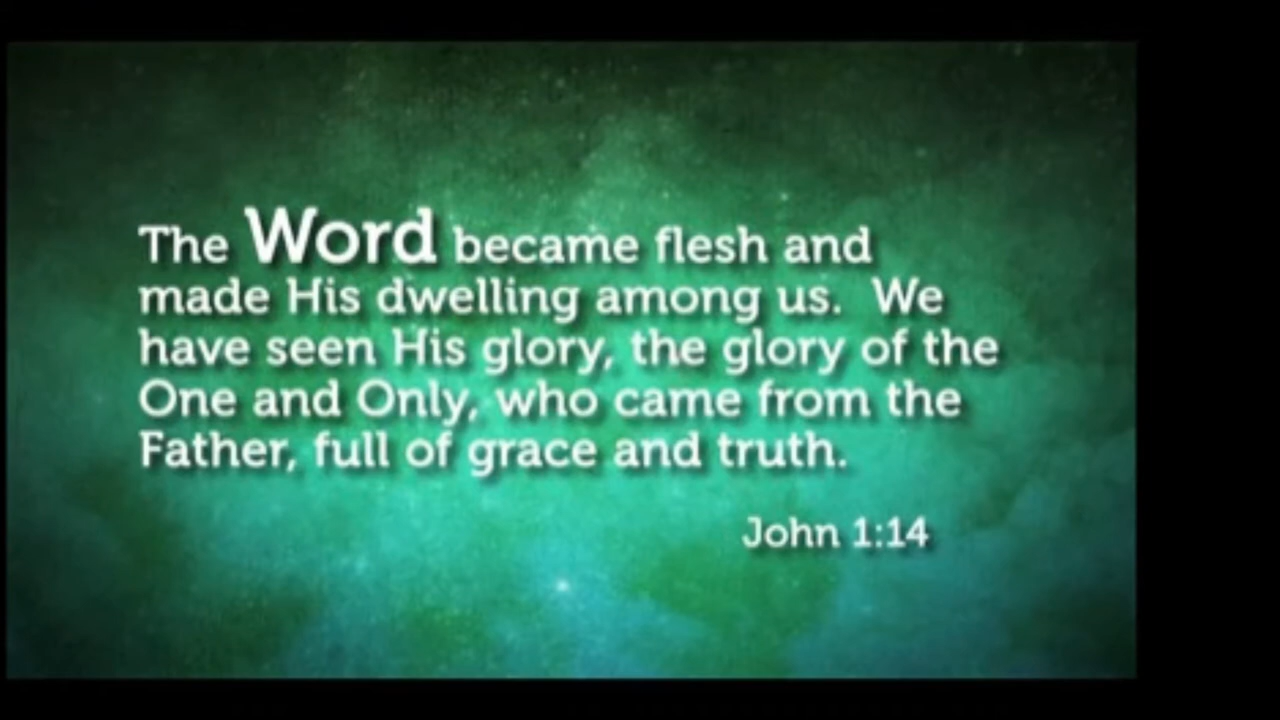 The Word became flesh and
made His dwelling among us. We
have seen His glory, the glory of the
One and Only, who came from the
Father, full of grace and truth.
John 1:14